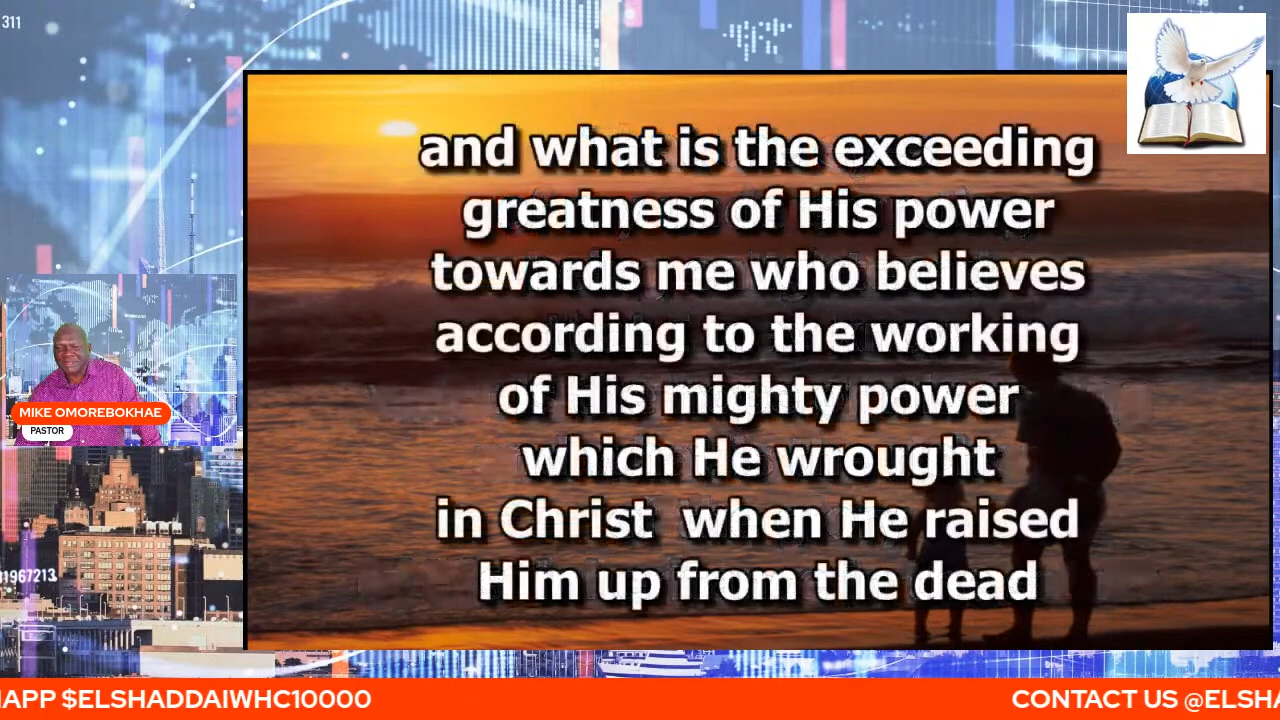 311
and what is the exceeding
greatness of His power
towards me who believes
according to the working
of His mighty power
which He wrought
in Christ when He raised
Him up from the dead
MIKE OMOREBOKHAE
PASTOR
31967213
HAPP $ELSHADDAIWHC10000
CONTACT US @ELSHA